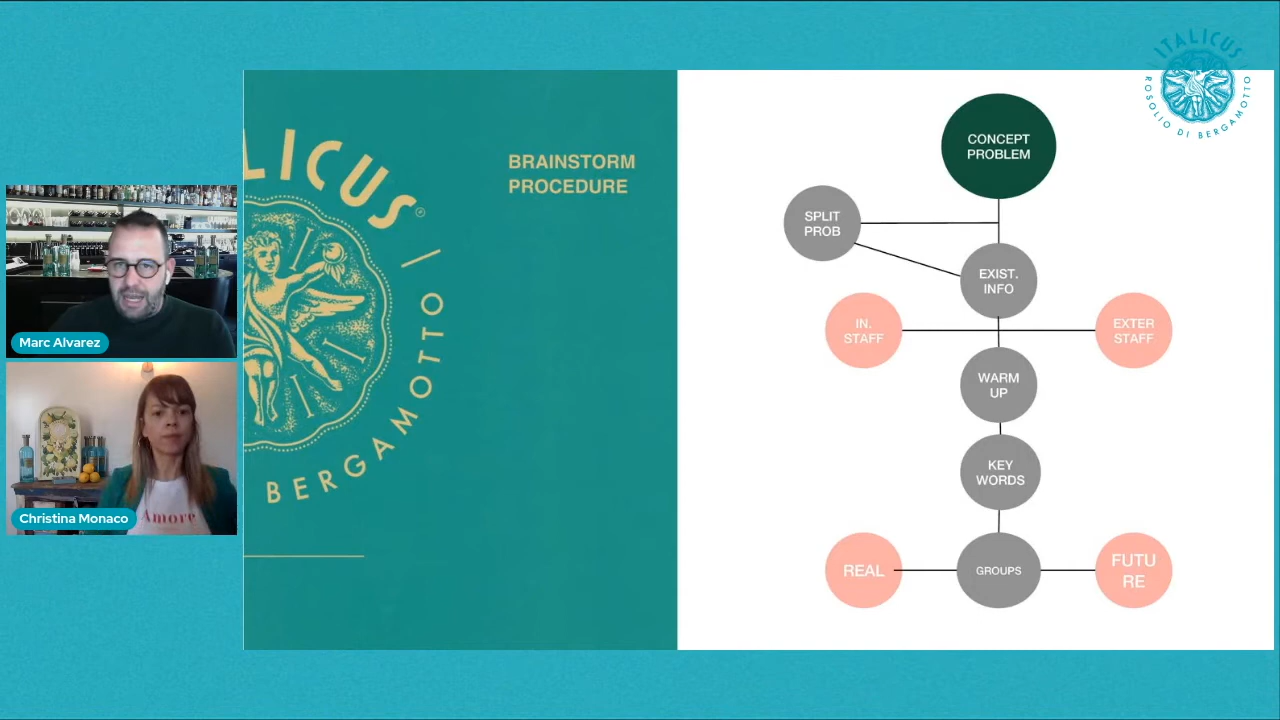 ITALICUS
ROSOLIO DI BERGAMOTTO
LICUS®
BERGAMOTTO
BRAINSTORM
PROCEDURE
CONCEPT
PROBLEM
SPLIT
PROB
EXIST.
INFO
IN.
STAFF
EXTER
STAFF
WARM
UP
KEY
WORDS
REAL
GROUPS
FUTU
RE
Marc Alvarez
Amore
Christina Monaco